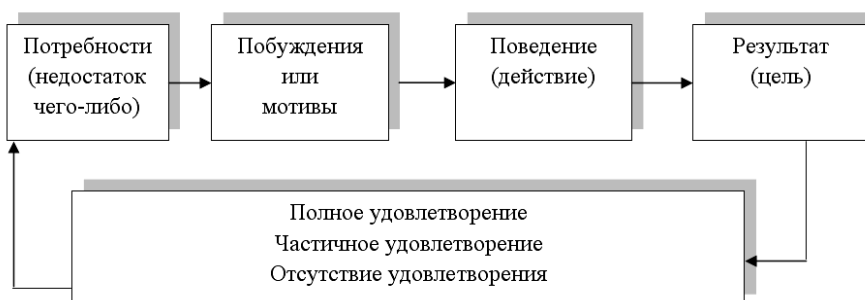 Потребности
(недостаток
чего-либо)
Побуждения
или
мотивы
Поведение
(действие)
Результат
(цель)
Полное удовлетворение
Частичное удовлетворение
Отсутствие удовлетворения